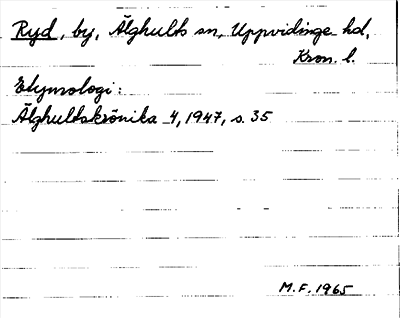 Ryd, by, Älghults sn, Uppvidinge hd,
Kron. l.
Etymologi:
Älghultskrönika 4, 1947, s. 35
M.F. 1965